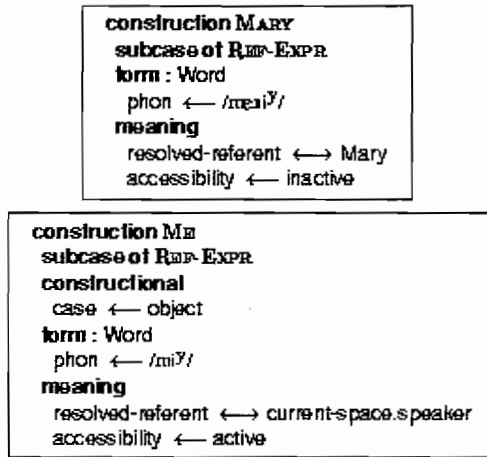 construction MARY
subcase of REF-EXPR
form : Word
phon ⟵ /mɛɹiʸ/
meaning
resolved-referent ⟷ Mary
accessibility ⟵ inactive
construction ME
subcase of REF-EXPR
constructional
case ⟵ object
form : Word
phon ⟵ /miʸ/
meaning
resolved-referent ⟷ current-space.speaker
accessibility ⟵ active